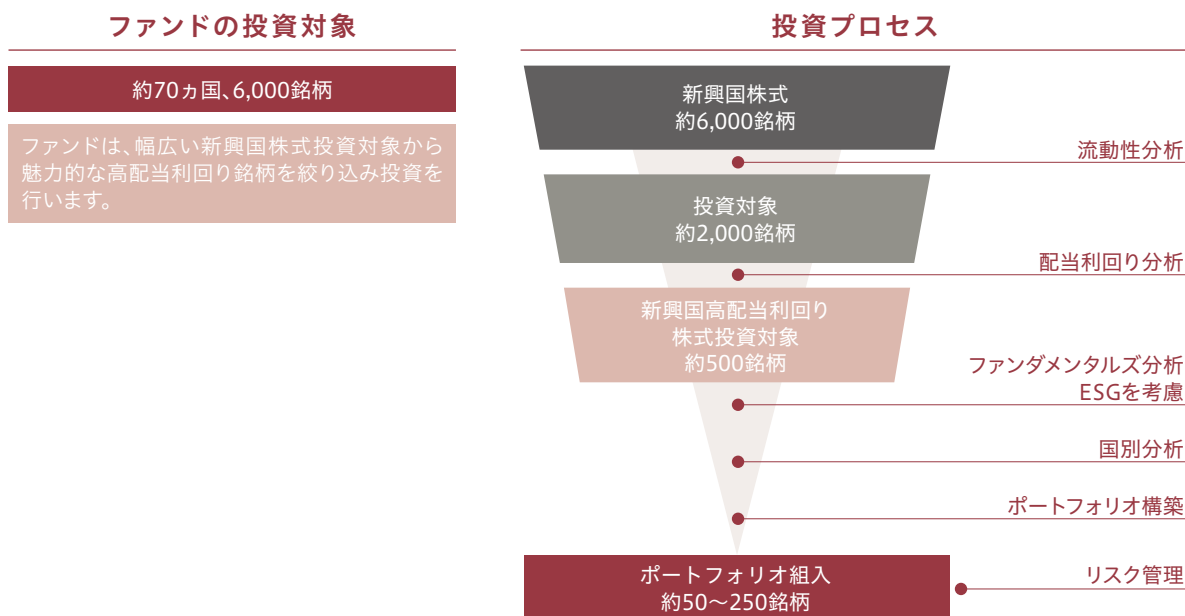 ファンドの投資対象
約70ヵ国、6,000銘柄
ファンドは、幅広い新興国株式投資対象から
魅力的な高配当利回り銘柄を絞り込み投資を
行います。
投資プロセス
新興国株式
約6,000銘柄
流動性分析
投資対象
約2,000銘柄
配当利回り分析
新興国高配当利回り
株式投資対象
約500銘柄
ファンダメンタルズ分析
ESGを考慮
国別分析
ポートフォリオ構築
ポートフォリオ組入
約50～250銘柄
リスク管理